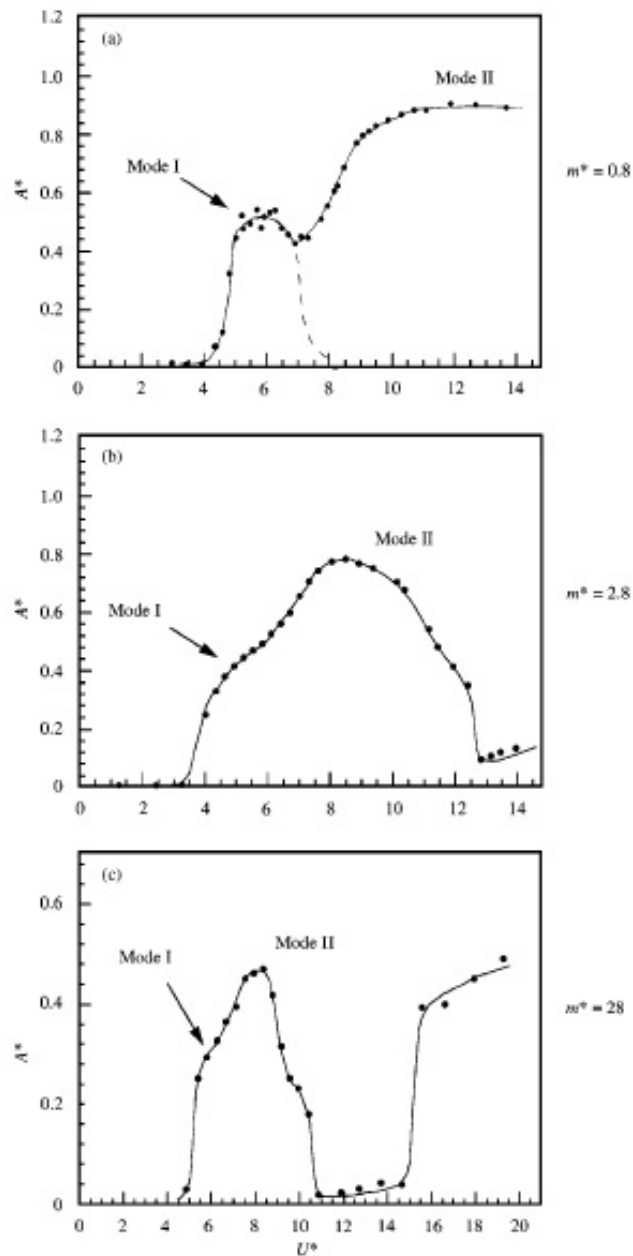 1.2
(a)
Mode II
1.0
0.8
Mode I
A*
m* = 0.8
0.6
0.4
0.2
0
0 2 4 6 8 10 12 14
1.2
(b)
1.0
Mode II
0.8
Mode I
A*
m* = 2.8
0.6
0.4
0.2
0
0 2 4 6 8 10 12 14
(c)
0.6
Mode II
Mode I
0.4
A*
m* = 28
0.2
0
0 2 4 6 8 10 12 14 16 18 20
U*